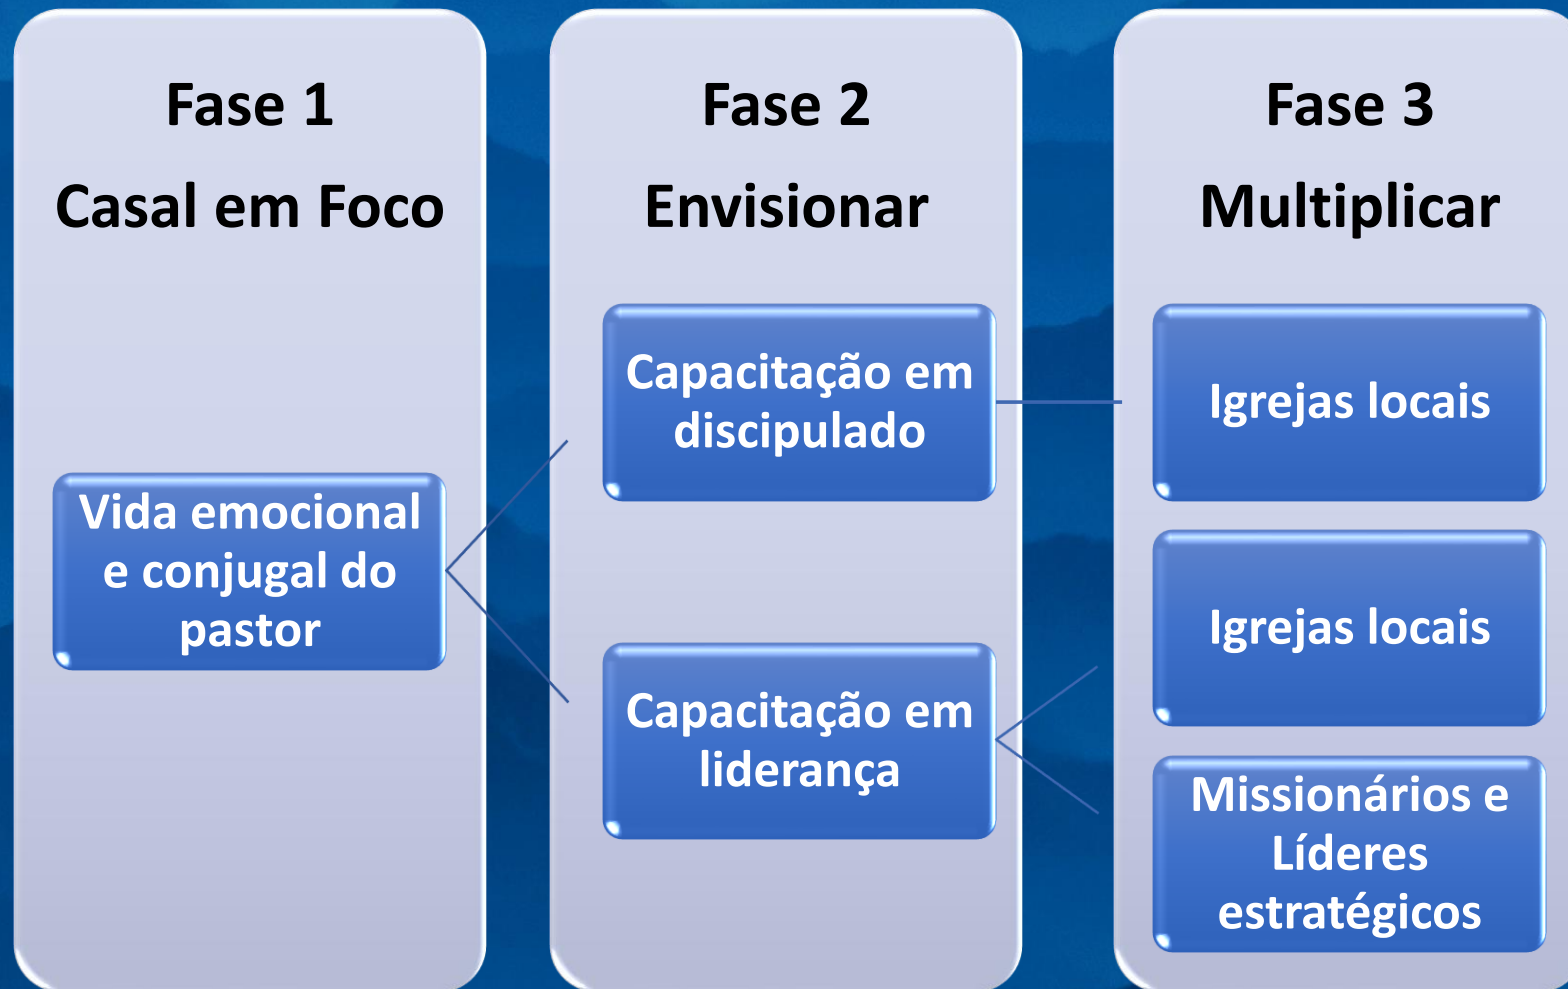 Fase 1
Casal em Foco
Vida emocional
e conjugal do
pastor
Fase 2
Envisionar
Capacitação em
discipulado
Capacitação em
liderança
Fase 3
Multiplicar
Igrejas locais
Igrejas locais
Missionários e
Líderes
estratégicos